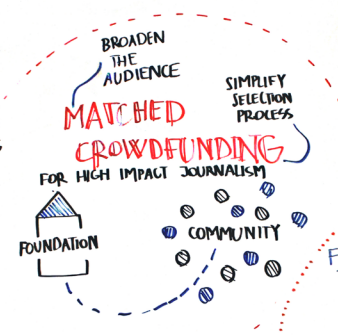 BROADEN
THE
AUDIENCE
SIMPLIFY
SELECTION
PROCESS
MATCHED
CROWDFUNDING
FOR HIGH IMPACT JOURNALISM
FOUNDATION
COMMUNITY
F